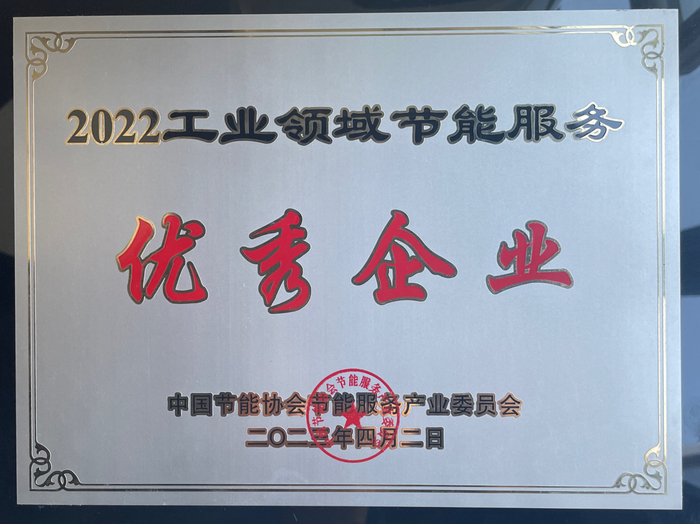 2022工业领域节能服务
优秀企业
中国节能协会节能服务产业委员会
二〇二三年四月二日